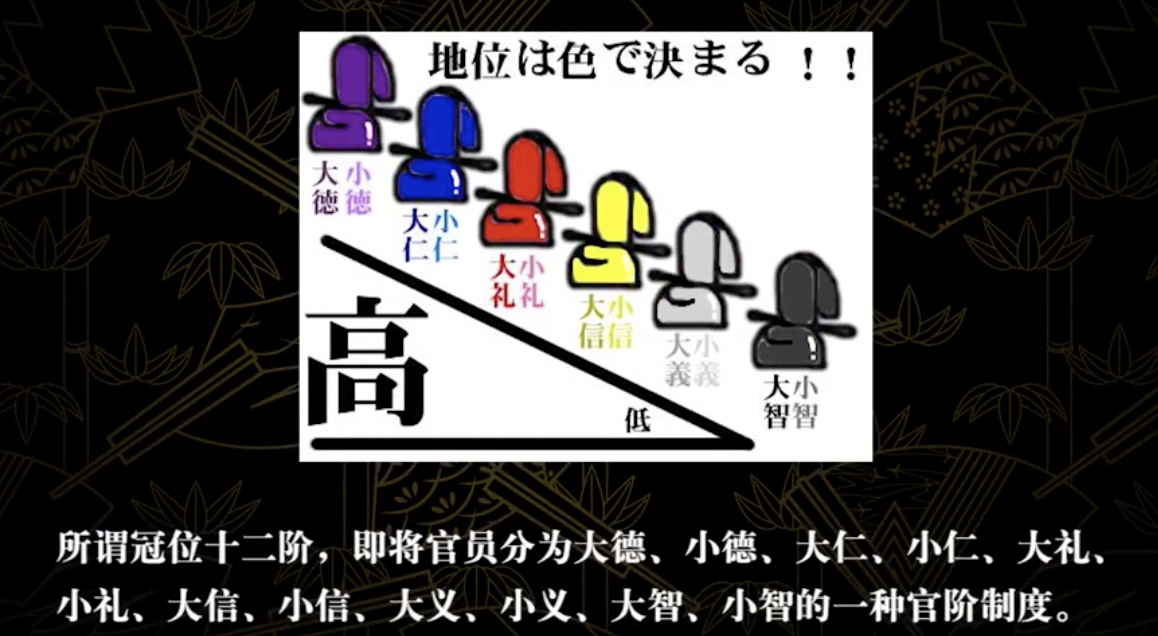 地位は色で決まる！！
大徳 小徳
大仁 小仁
大礼 小礼
大信 小信
大義 小義
大智 小智
高
低
所谓冠位十二阶，即将官员分为大德、小德、大仁、小仁、大礼、
小礼、大信、小信、大义、小义、大智、小智的一种官阶制度。